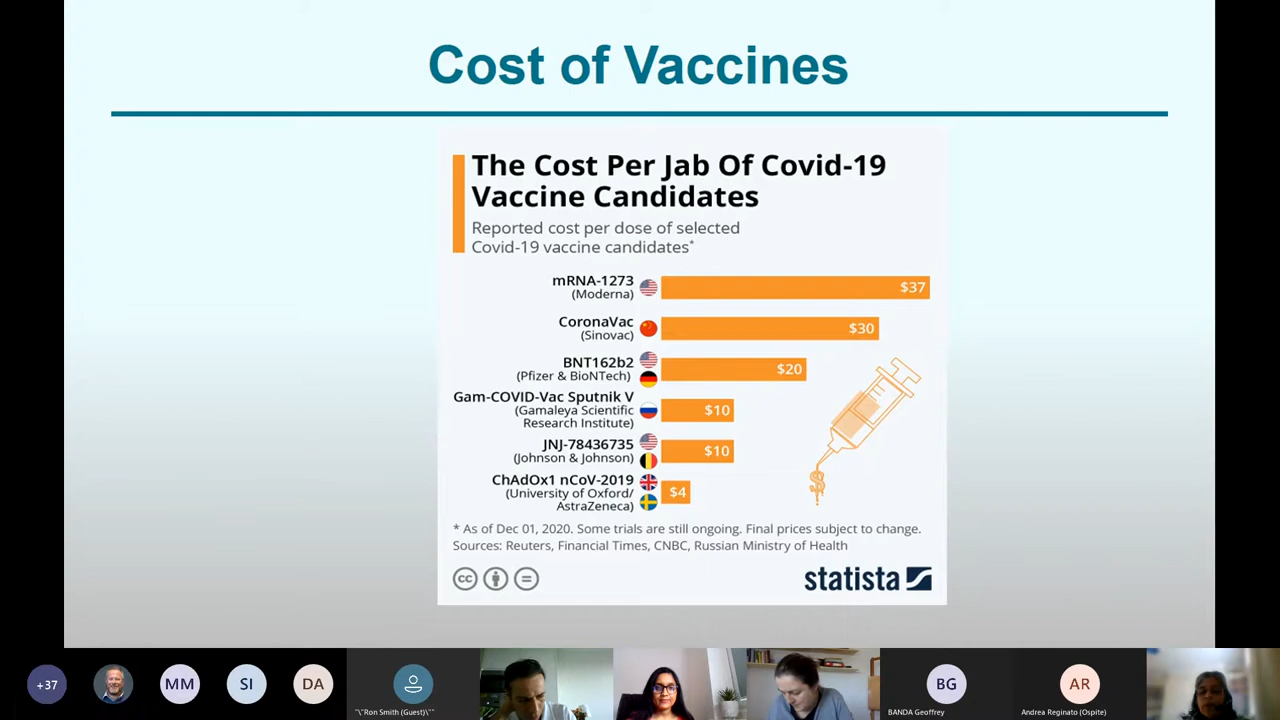 Cost of Vaccines
The Cost Per Jab Of Covid-19
Vaccine Candidates
Reported cost per dose of selected
Covid-19 vaccine candidates*
mRNA-1273
(Moderna)
$37
CoronaVac
(Sinovac)
$30
BNT162b2
(Pfizer & BioNTech)
$20
Gam-COVID-Vac Sputnik V
(Gamaleya Scientific
Research Institute)
$10
JNJ-78436735
(Johnson & Johnson)
$10
ChAdOx1 nCoV-2019
(University of Oxford/
AstraZeneca)
$4
$
* As of Dec 01, 2020. Some trials are still ongoing. Final prices subject to change.
Sources: Reuters, Financial Times, CNBC, Russian Ministry of Health
cc
statista
+37
MM
SI
DA
"\"Ron Smith (Guest)\""
BG
BANDA Geoffrey
AR
Andrea Reginato (Ospite)